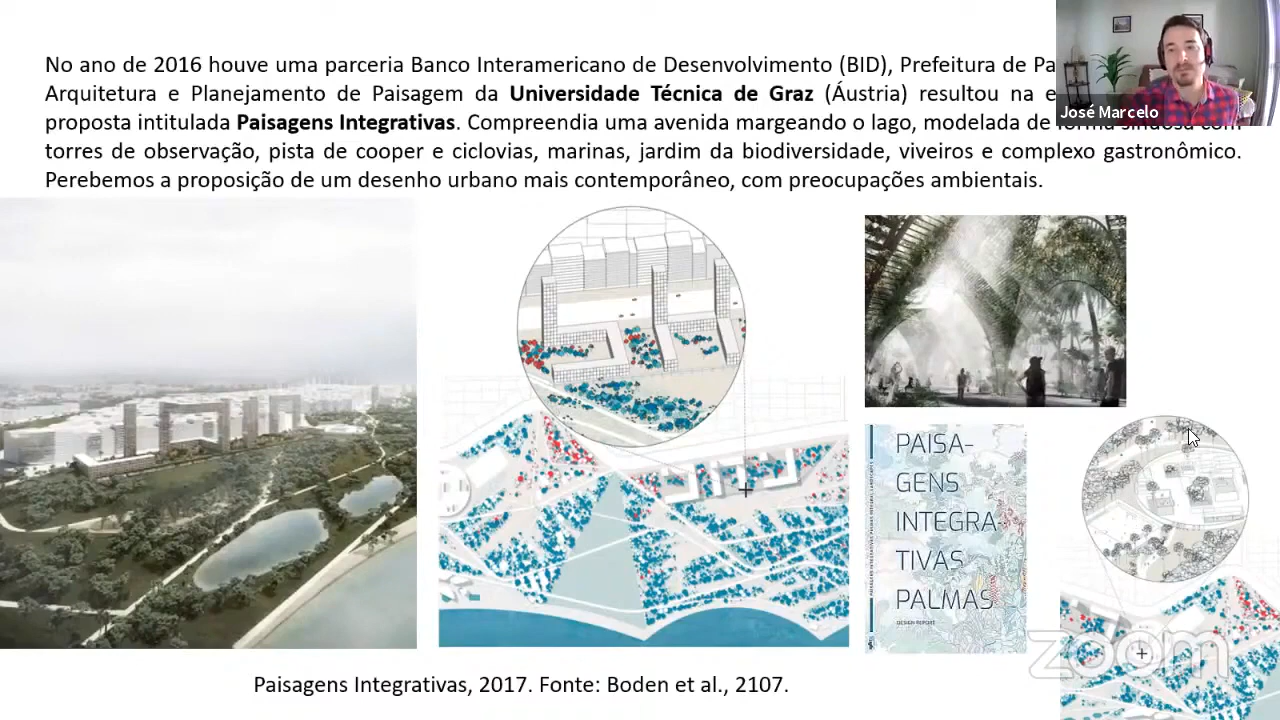 No ano de 2016 houve uma parceria Banco Interamericano de Desenvolvimento (BID), Prefeitura de Pa
José Marcelo
Arquitetura e Planejamento de Paisagem da Universidade Técnica de Graz (Áustria) resultou na e
proposta intitulada Paisagens Integrativas. Compreendia uma avenida margeando o lago, modelada de forma sinuosa com
torres de observação, pista de cooper e ciclovias, marinas, jardim da biodiversidade, viveiros e complexo gastronômico.
Perebemos a proposição de um desenho urbano mais contemporâneo, com preocupações ambientais.
PAISA-
GENS
INTEGRA-
TIVAS
PALMAS
DESIGN REPORT
zoom
Paisagens Integrativas, 2017. Fonte: Boden et al., 2107.